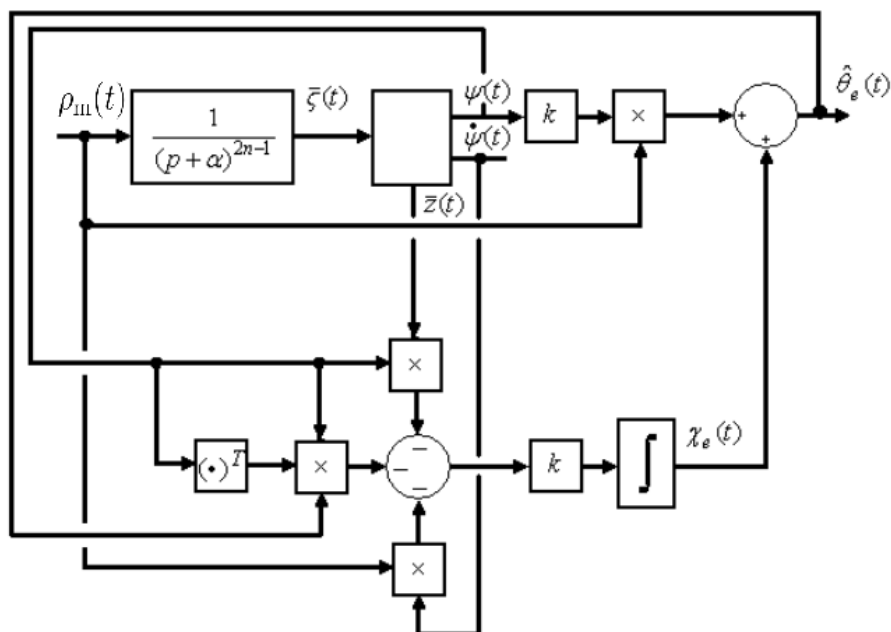 ρ_Ш(t)
1 / (p + α)^{2n−1}
ζ̄(t)
ψ(t)
ψ̇(t)
z̄(t)
k
×
+
+
θ̂_e(t)
×
(•)^T
×
−
−
−
k
∫
χ_e(t)
×